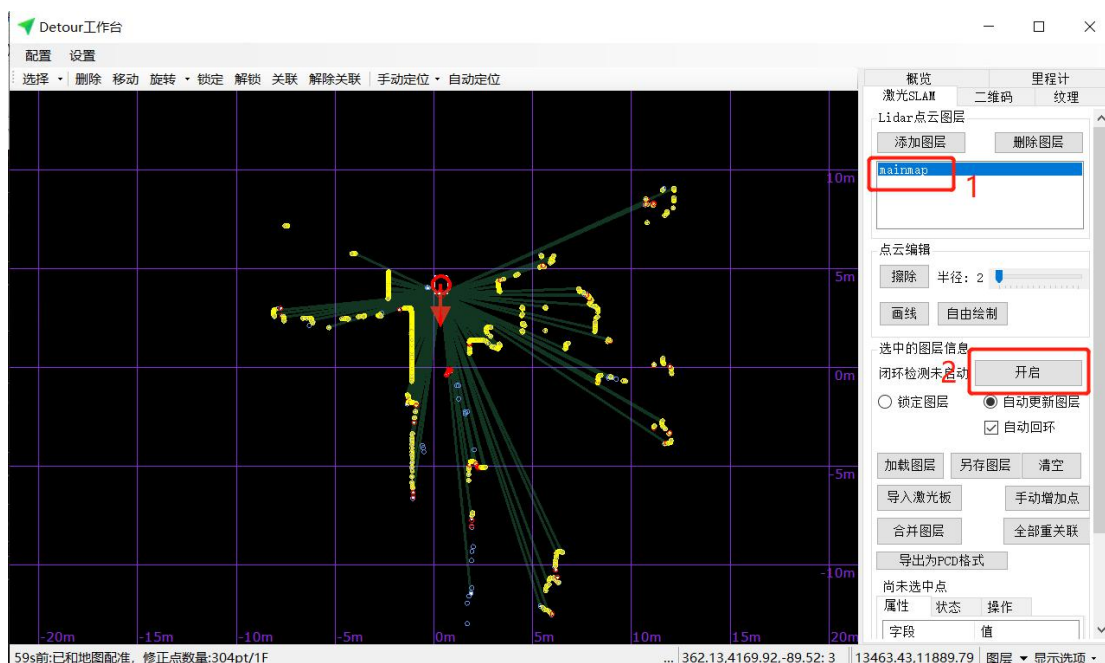 Detour工作台
配置 设置
选择 删除 移动 旋转 锁定 解锁 关联 解除关联 手动定位 自动定位
概览 里程计
激光SLAM 二维码 纹理
Lidar点云图层
添加图层 删除图层
mainmap
1
点云编辑
擦除 半径: 2
画线 自由绘制
选中的图层信息
闭环检测未启动 2 开启
锁定图层 自动更新图层
自动回环
加载图层 另存图层 清空
导入激光板 手动增加点
合并图层 全部重关联
导出为PCD格式
尚未选中点
属性 状态 操作
字段 值
10m
5m
0m
-5m
-10m
-20m -15m -10m -5m 0m 5m 10m 15m 20m
59s前:已和地图配准，修正点数量:304pt/1F ... 362.13,4169.92,-89.52: 3 13463.43,11889.79 图层 显示选项